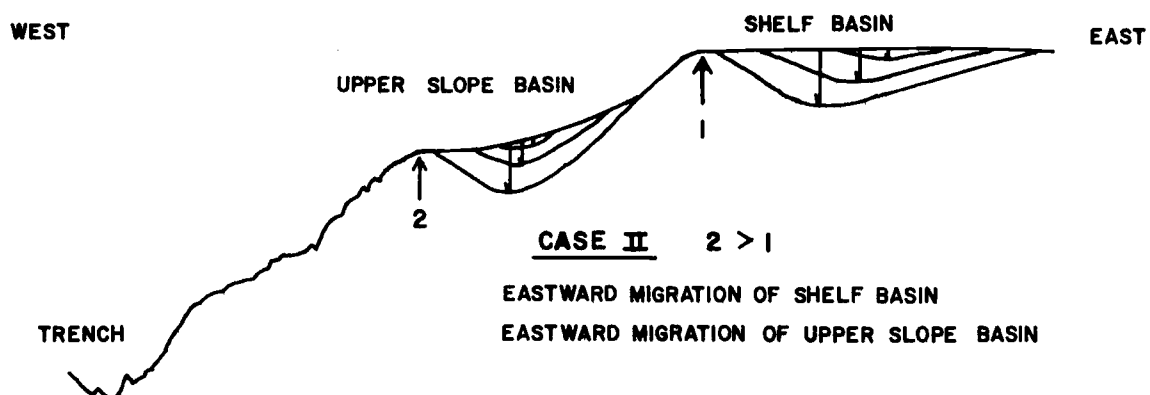 WEST
SHELF BASIN
EAST
UPPER SLOPE BASIN
1
2
CASE II 2 > 1
EASTWARD MIGRATION OF SHELF BASIN
EASTWARD MIGRATION OF UPPER SLOPE BASIN
TRENCH